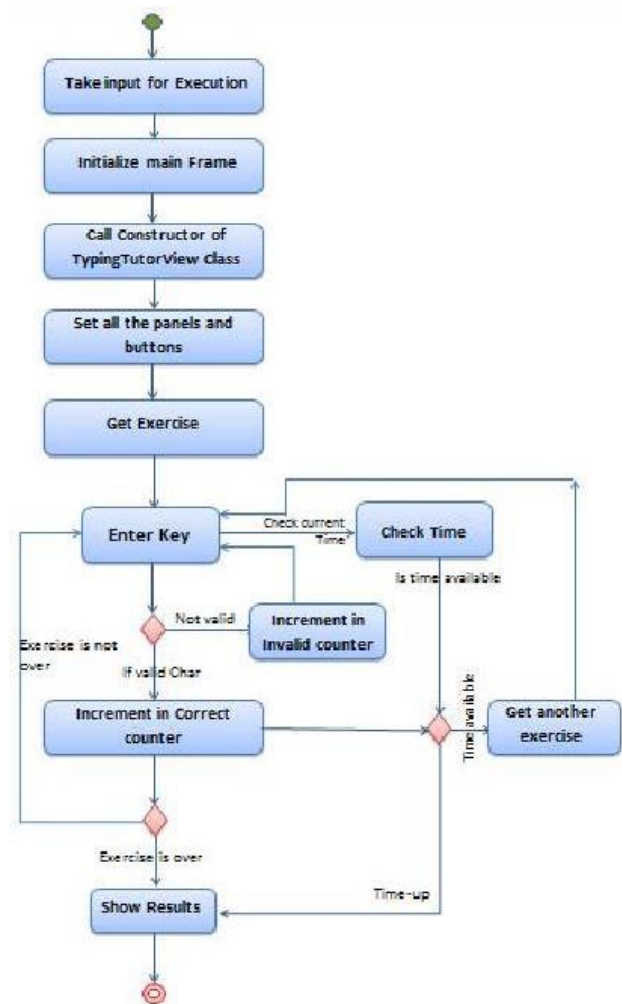 Take input for Execution
Initialize main Frame
Call Constructor of
TypingTutorView Class
Set all the panels and
buttons
Get Exercise
Enter Key
Check current
Time
Check Time
Is time available
Not valid
Increment in
Invalid counter
Exercise is not
over
If valid Char
Increment in Correct
counter
Time available
Get another
exercise
Exercise is over
Time-up
Show Results